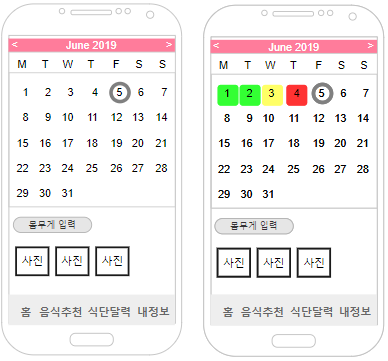 < June 2019 >
M T W T F S S
1 2 3 4 5 6 7
8 9 10 11 12 13 14
15 16 17 18 19 20 21
22 23 24 25 26 27 28
29 30 31
몸무게 입력
사진 사진 사진
홈 음식추천 식단달력 내정보
< June 2019 >
M T W T F S S
1 2 3 4 5 6 7
8 9 10 11 12 13 14
15 16 17 18 19 20 21
22 23 24 25 26 27 28
29 30 31
몸무게 입력
사진 사진 사진
홈 음식추천 식단달력 내정보